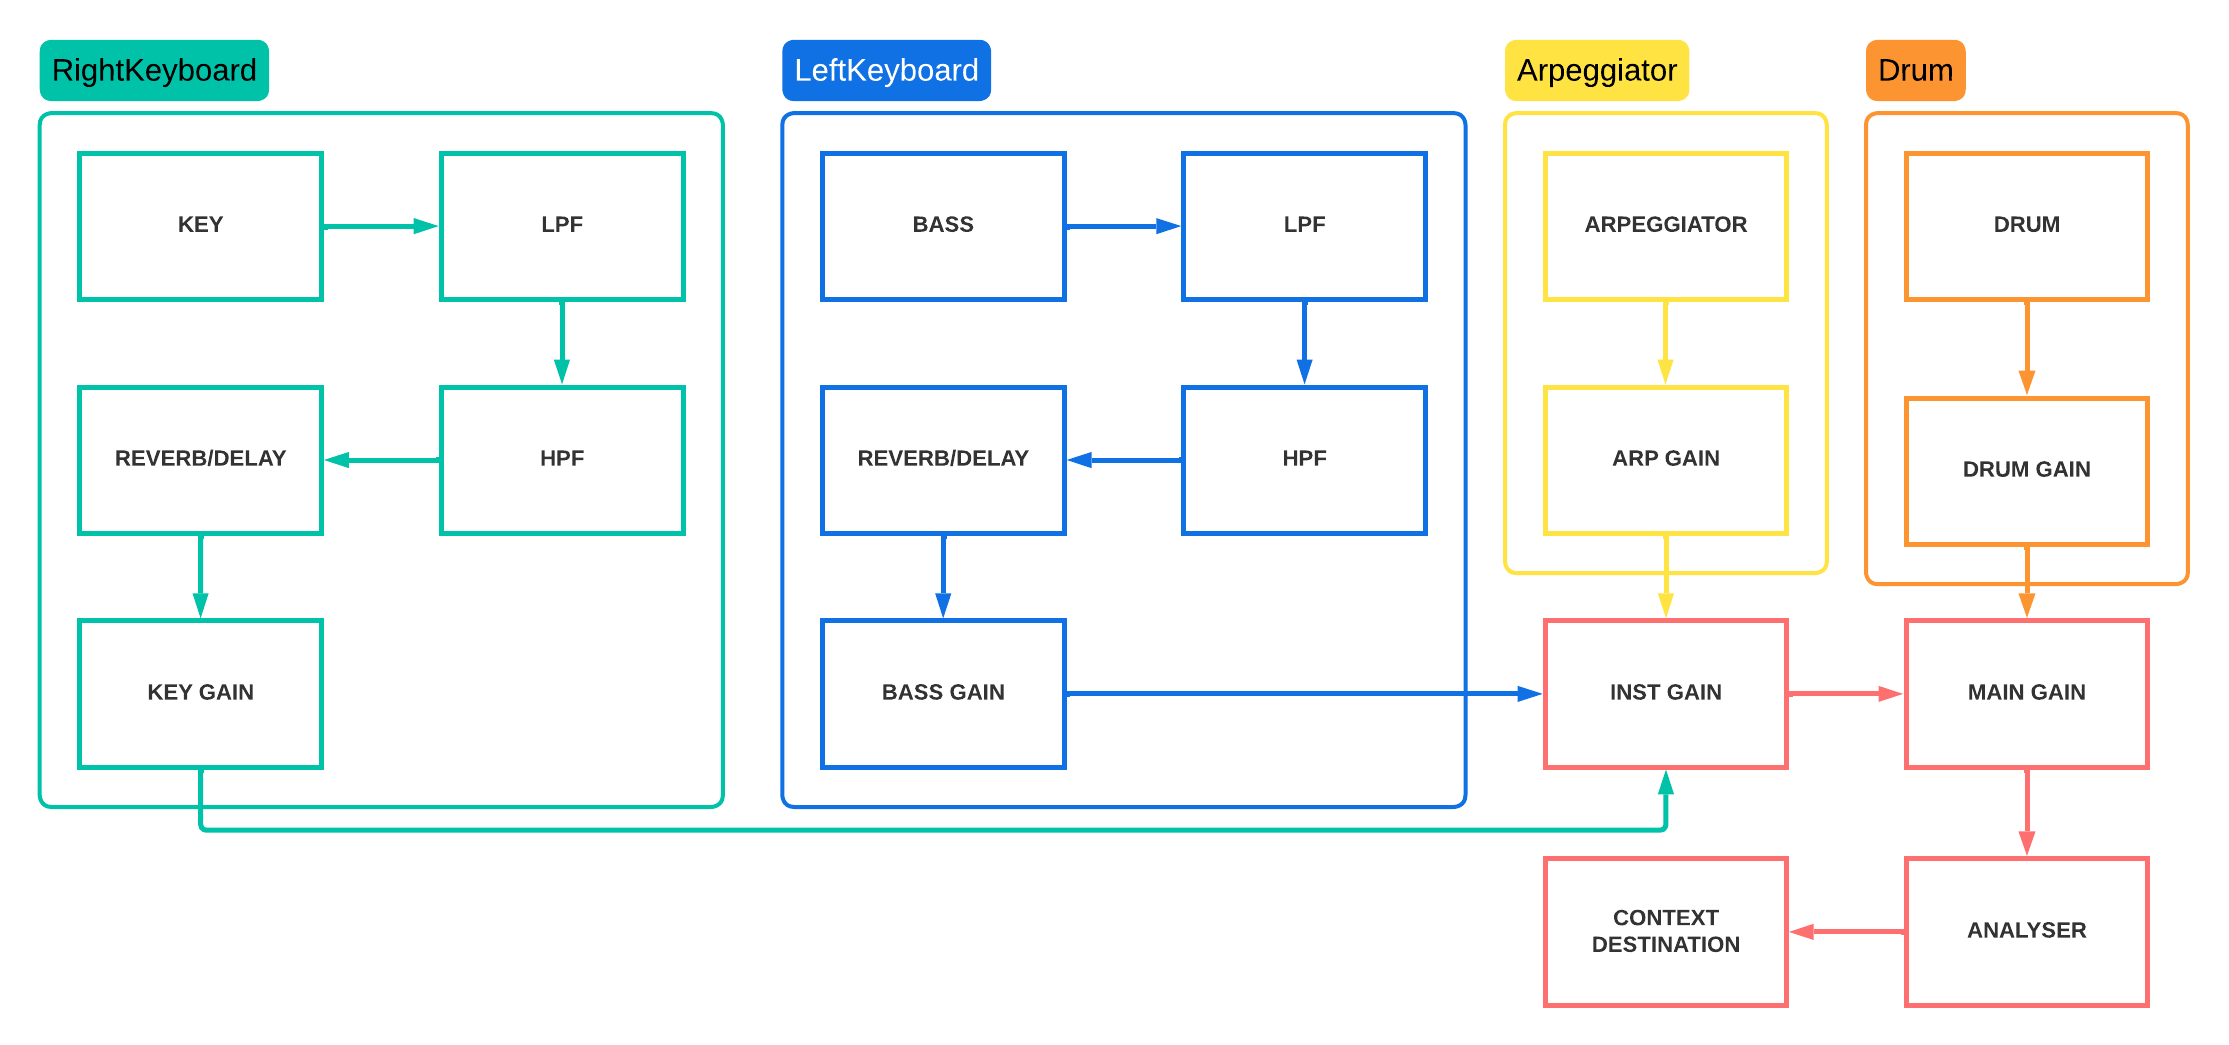 RightKeyboard
LeftKeyboard
Arpeggiator
Drum
KEY
LPF
BASS
LPF
ARPEGGIATOR
DRUM
REVERB/DELAY
HPF
REVERB/DELAY
HPF
ARP GAIN
DRUM GAIN
KEY GAIN
BASS GAIN
INST GAIN
MAIN GAIN
CONTEXT
DESTINATION
ANALYSER